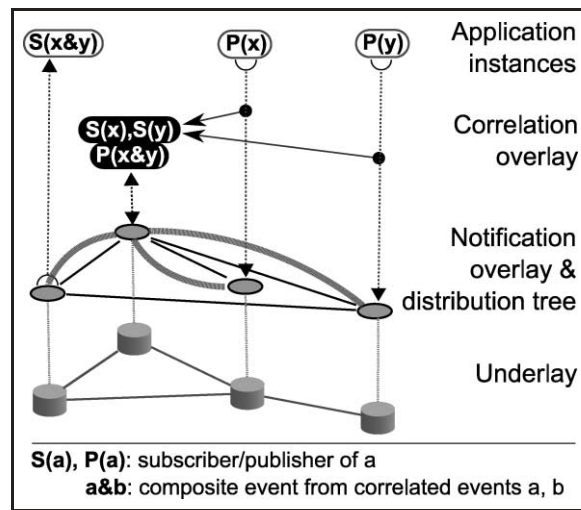 S(x&y)
P(x)
P(y)
Application
instances
S(x),S(y)
P(x&y)
Correlation
overlay
Notification
overlay &
distribution tree
Underlay
S(a), P(a): subscriber/publisher of a
a&b: composite event from correlated events a, b